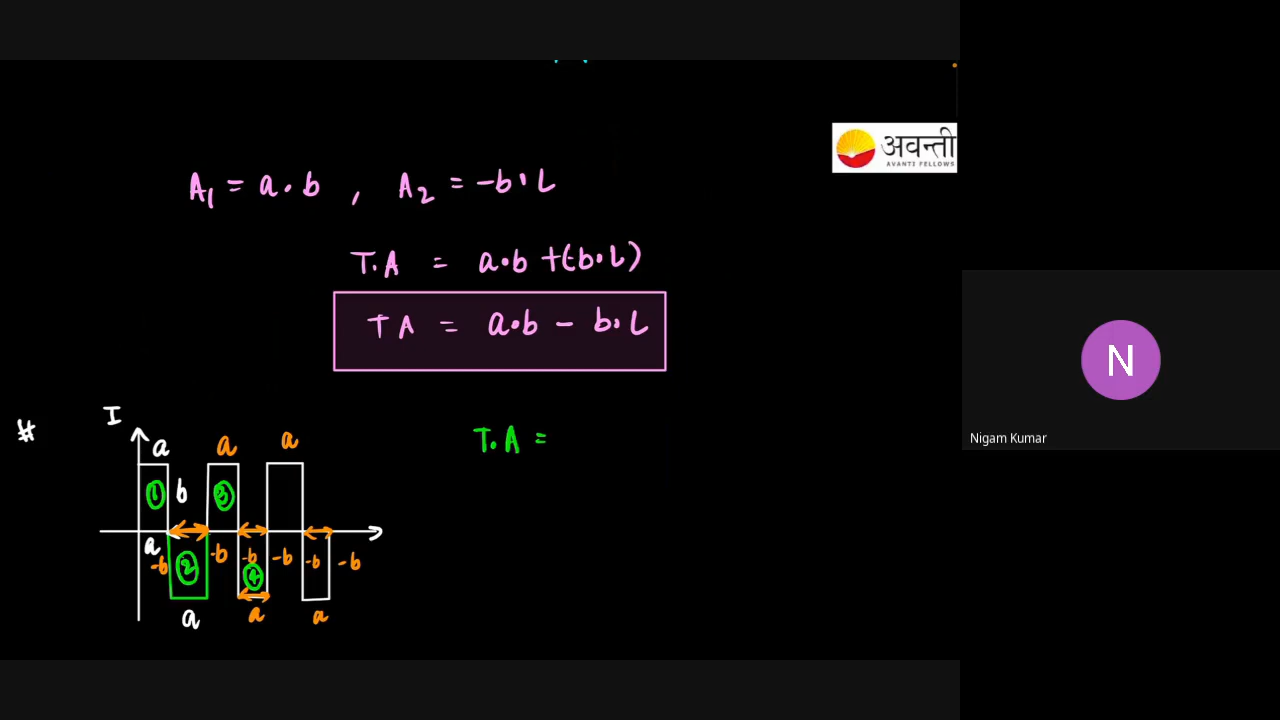 अवन्ती
AVANTI FELLOWS
A₁ = a·b , A₂ = -b·L
T.A = a·b +(-b·L)
TA = a·b - b·L
#
I
a a a
T.A =
① b ③
a
-b ② -b -b ④ -b -b -b
a a a
N
Nigam Kumar